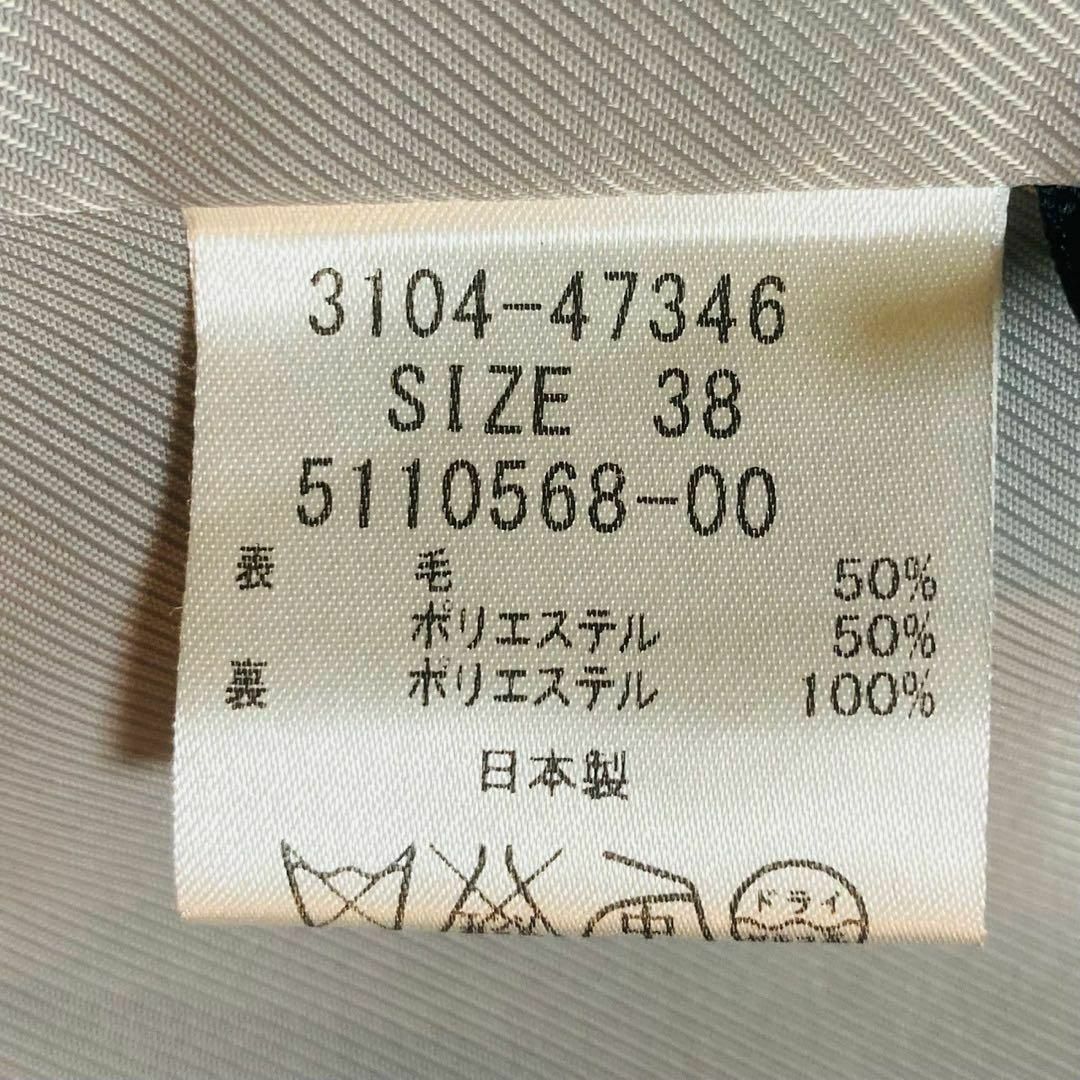 3104-47346
SIZE 38
5110568-00
表 毛 50%
ポリエステル 50%
裏 ポリエステル 100%
日本製
中 ドライ